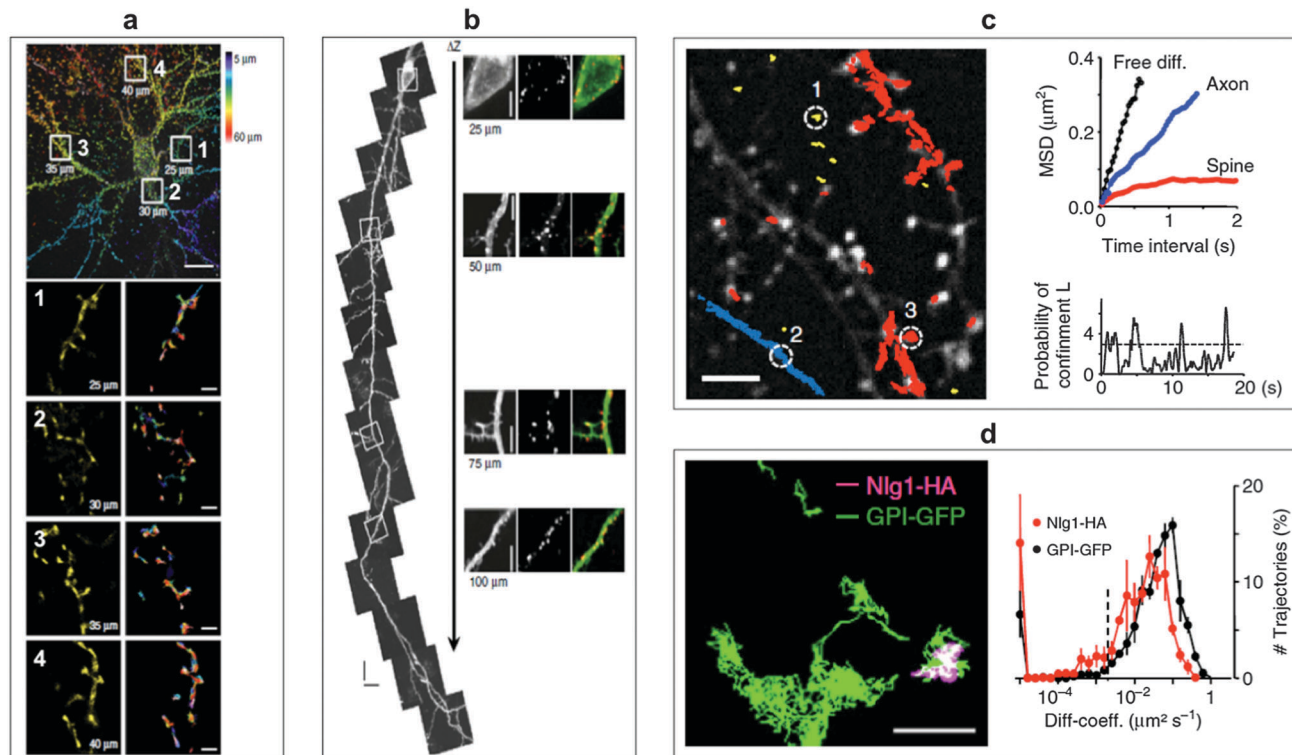 a
5 µm
60 µm
4
40 µm
3
35 µm
1
25 µm
2
30 µm
1
25 µm
2
30 µm
3
35 µm
4
40 µm
b
ΔZ
25 µm
50 µm
75 µm
100 µm
c
1
2
3
0.4
0.2
0.0
MSD (µm²)
Free diff.
Axon
Spine
0 1 2
Time interval (s)
Probability of
confinment L
4
0
0 10 20 (s)
d
Nlg1-HA
GPI-GFP
Nlg1-HA
GPI-GFP
20
10
0
# Trajectories (%)
10⁻⁴ 10⁻² 1
Diff-coeff. (µm² s⁻¹)